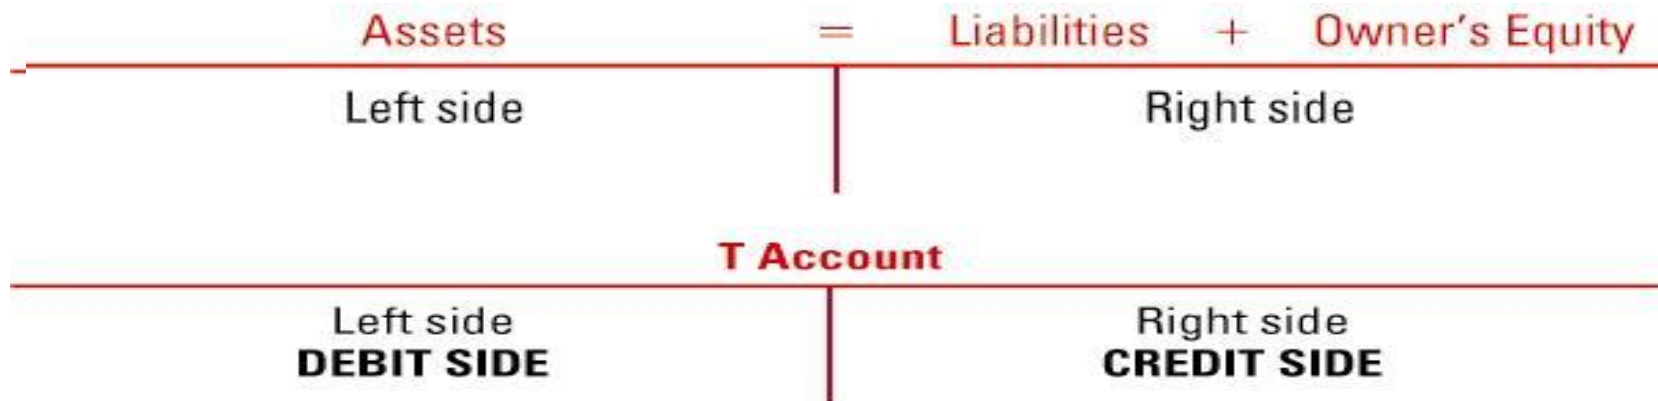 Assets = Liabilities + Owner's Equity
Left side Right side
T Account
Left side Right side
DEBIT SIDE CREDIT SIDE